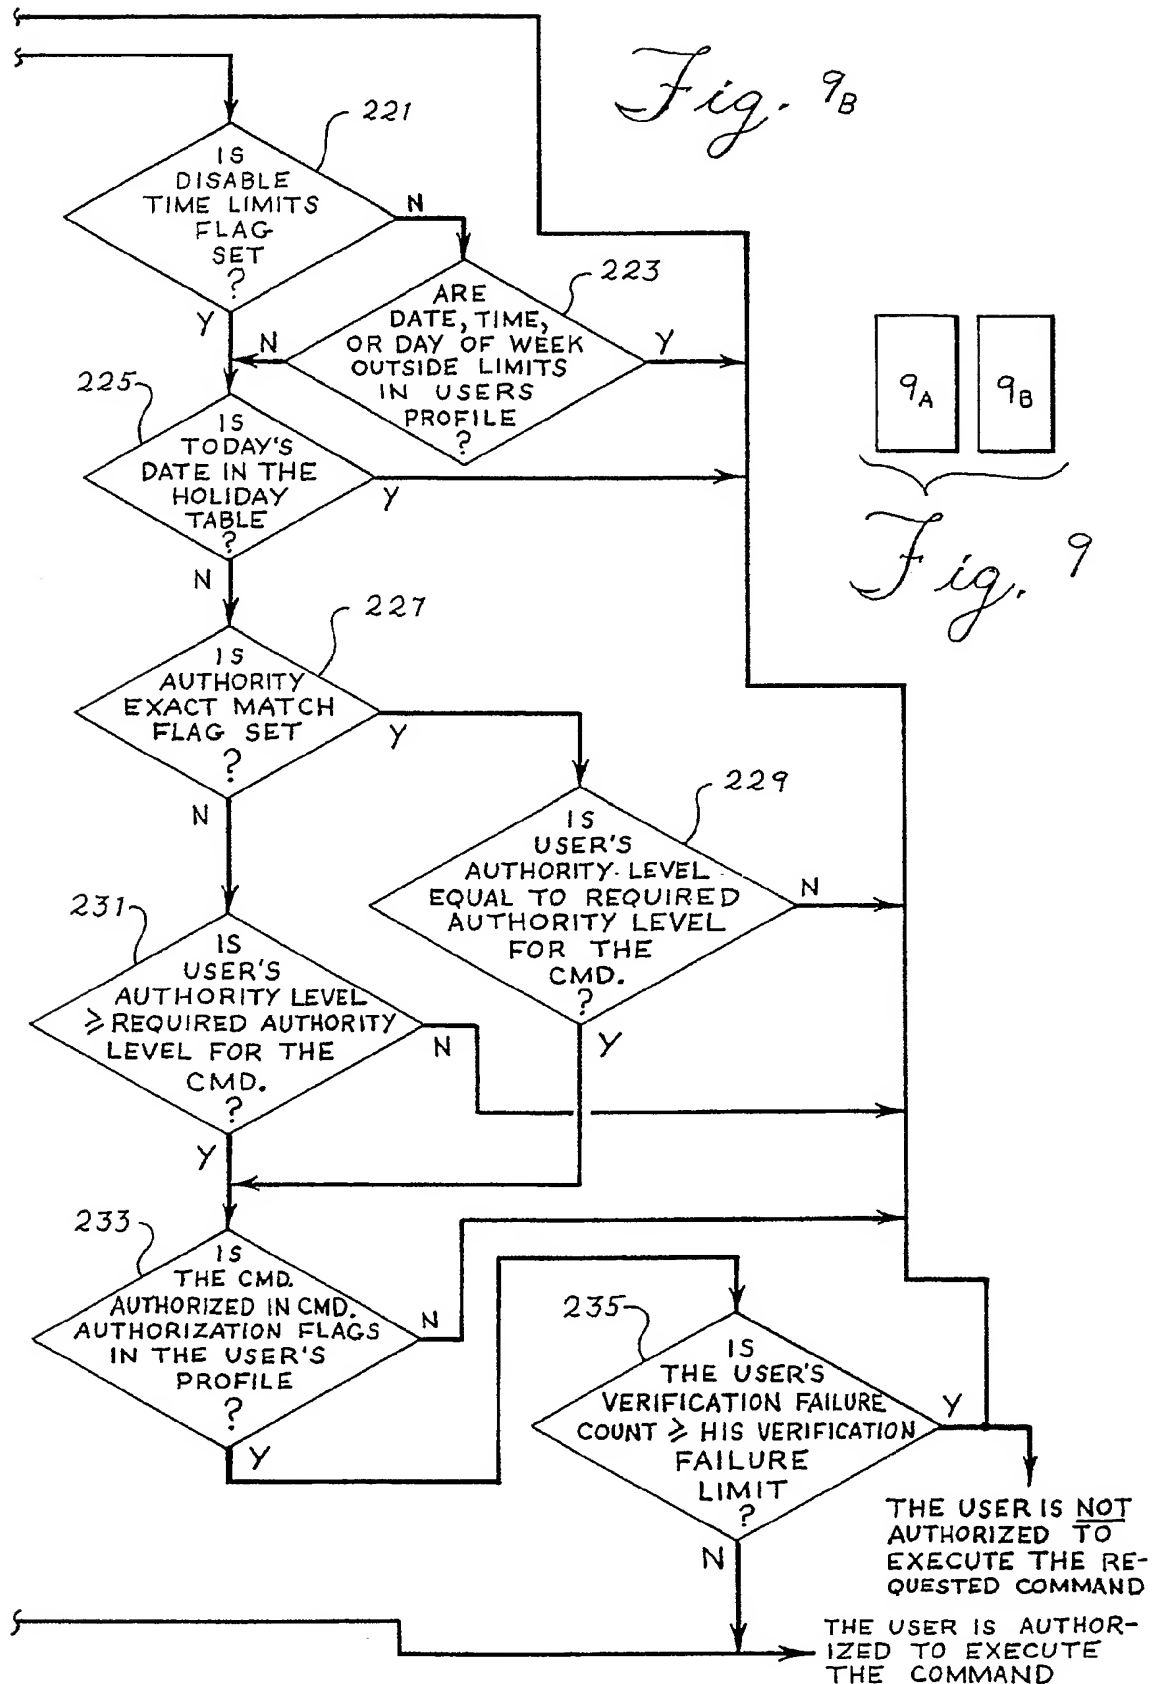 Fig. 9B
221
IS
DISABLE
TIME LIMITS
FLAG
SET
?
N
Y
223
ARE
DATE, TIME,
OR DAY OF WEEK
OUTSIDE LIMITS
IN USERS
PROFILE
?
N
Y
225
IS
TODAY'S
DATE IN THE
HOLIDAY
TABLE
?
Y
N
9A
9B
Fig. 9
227
IS
AUTHORITY
EXACT MATCH
FLAG SET
?
Y
N
229
IS
USER'S
AUTHORITY LEVEL
EQUAL TO REQUIRED
AUTHORITY LEVEL
FOR THE
CMD.
?
N
Y
231
IS
USER'S
AUTHORITY LEVEL
≥ REQUIRED AUTHORITY
LEVEL FOR THE
CMD.
?
N
Y
233
IS
THE CMD.
AUTHORIZED IN CMD.
AUTHORIZATION FLAGS
IN THE USER'S
PROFILE
?
N
Y
235
IS
THE USER'S
VERIFICATION FAILURE
COUNT ≥ HIS VERIFICATION
FAILURE
LIMIT
?
Y
N
THE USER IS NOT
AUTHORIZED TO
EXECUTE THE RE-
QUESTED COMMAND
THE USER IS AUTHOR-
IZED TO EXECUTE
THE COMMAND